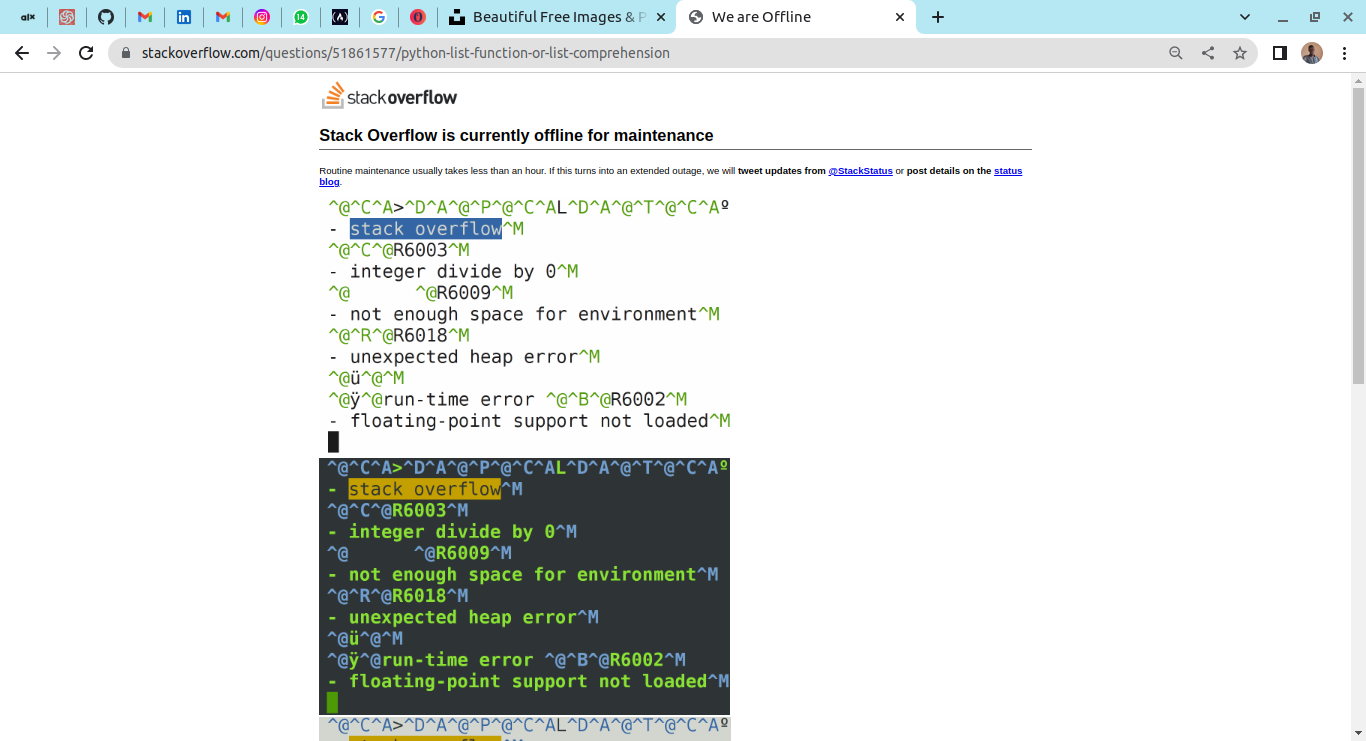 alx
14
Beautiful Free Images & P
We are Offline
stackoverflow.com/questions/51861577/python-list-function-or-list-comprehension
stackoverflow
Stack Overflow is currently offline for maintenance
Routine maintenance usually takes less than an hour. If this turns into an extended outage, we will tweet updates from @StackStatus or post details on the status
blog.
^@^C^A>^D^A^@^P^@^C^AL^D^A^@^T^@^C^Aº
- stack overflow^M
^@^C^@R6003^M
- integer divide by 0^M
^@      ^@R6009^M
- not enough space for environment^M
^@^R^@R6018^M
- unexpected heap error^M
^@ü^@^M
^@ÿ^@run-time error ^@^B^@R6002^M
- floating-point support not loaded^M
^@^C^A>^D^A^@^P^@^C^AL^D^A^@^T^@^C^Aº
- stack overflow^M
^@^C^@R6003^M
- integer divide by 0^M
^@      ^@R6009^M
- not enough space for environment^M
^@^R^@R6018^M
- unexpected heap error^M
^@ü^@^M
^@ÿ^@run-time error ^@^B^@R6002^M
- floating-point support not loaded^M
^@^C^A>^D^A^@^P^@^C^AL^D^A^@^T^@^C^Aº